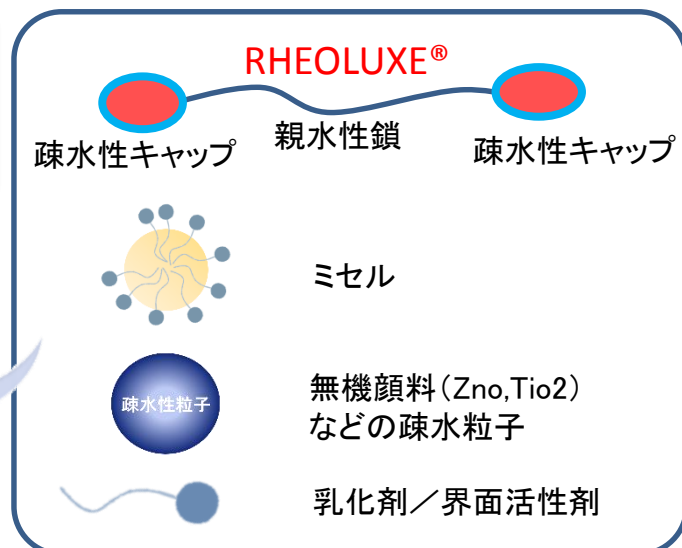 RHEOLUXE®
疎水性キャップ
親水性鎖
疎水性キャップ
ミセル
疎水性粒子
無機顔料(Zno,Tio2)
などの疎水粒子
乳化剤／界面活性剤